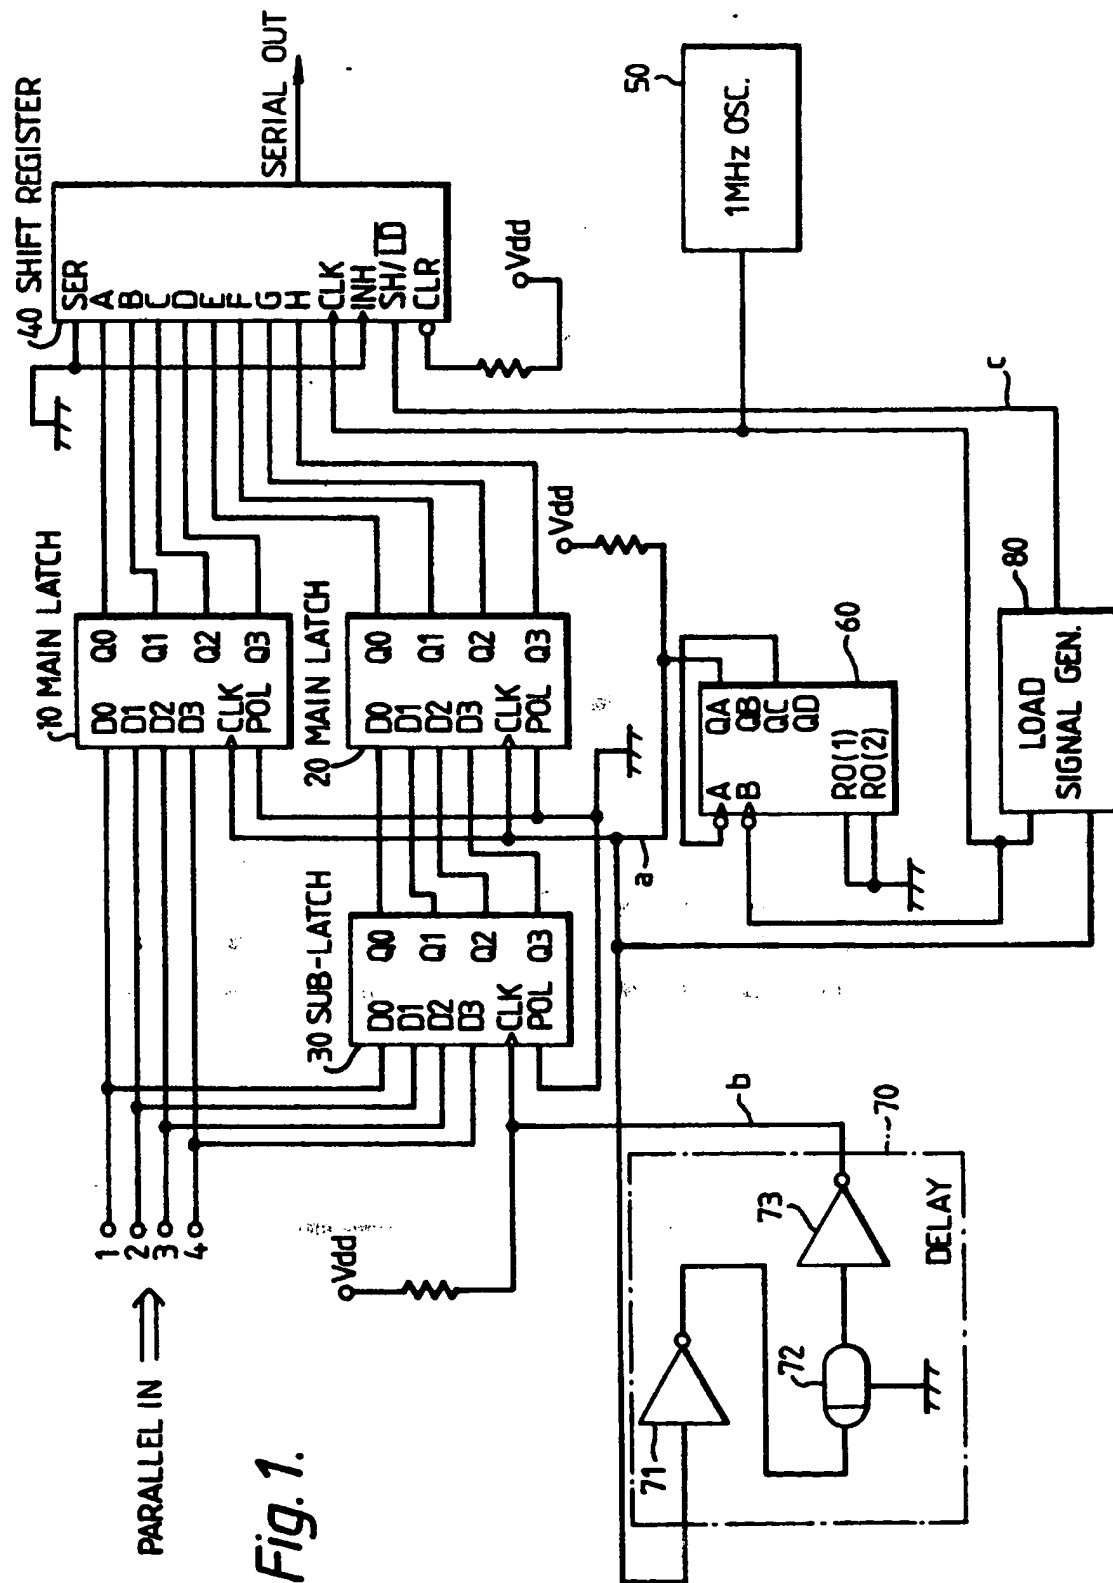 PARALLEL IN
1
2
3
4
10 MAIN LATCH
D0
D1
D2
D3
CLK
POL
Q0
Q1
Q2
Q3
20 MAIN LATCH
D0
D1
D2
D3
CLK
POL
Q0
Q1
Q2
Q3
30 SUB-LATCH
D0
D1
D2
D3
CLK
POL
Q0
Q1
Q2
Q3
40 SHIFT REGISTER
SER
A
B
C
D
E
F
G
H
CLK
INH
SH/LD
CLR
SERIAL OUT
Vdd
Vdd
Vdd
a
A
B
QA
QB
QC
QD
RO(1)
RO(2)
60
50
1MHz OSC.
c
b
70
71
72
73
DELAY
80
LOAD
SIGNAL GEN.
Fig. 1.